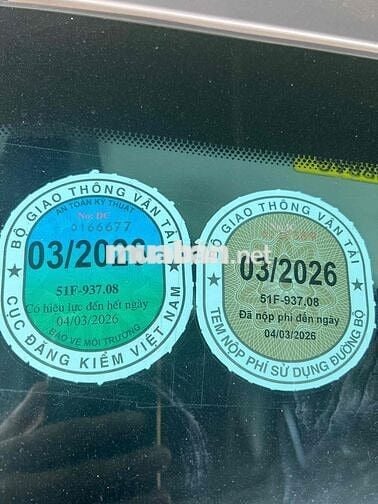 BỘ GIAO THÔNG VẬN TẢI
AN TOÀN KỸ THUẬT
No: DC
9166677
03/2026
51F-937.08
Có hiệu lực đến hết ngày
04/03/2026
BẢO VỆ MÔI TRƯỜNG
CỤC ĐĂNG KIỂM VIỆT NAM
muaban.net
BỘ GIAO THÔNG VẬN TẢI
03/2026
51F-937.08
Đã nộp phí đến ngày
04/03/2026
TEM NỘP PHÍ SỬ DỤNG ĐƯỜNG BỘ